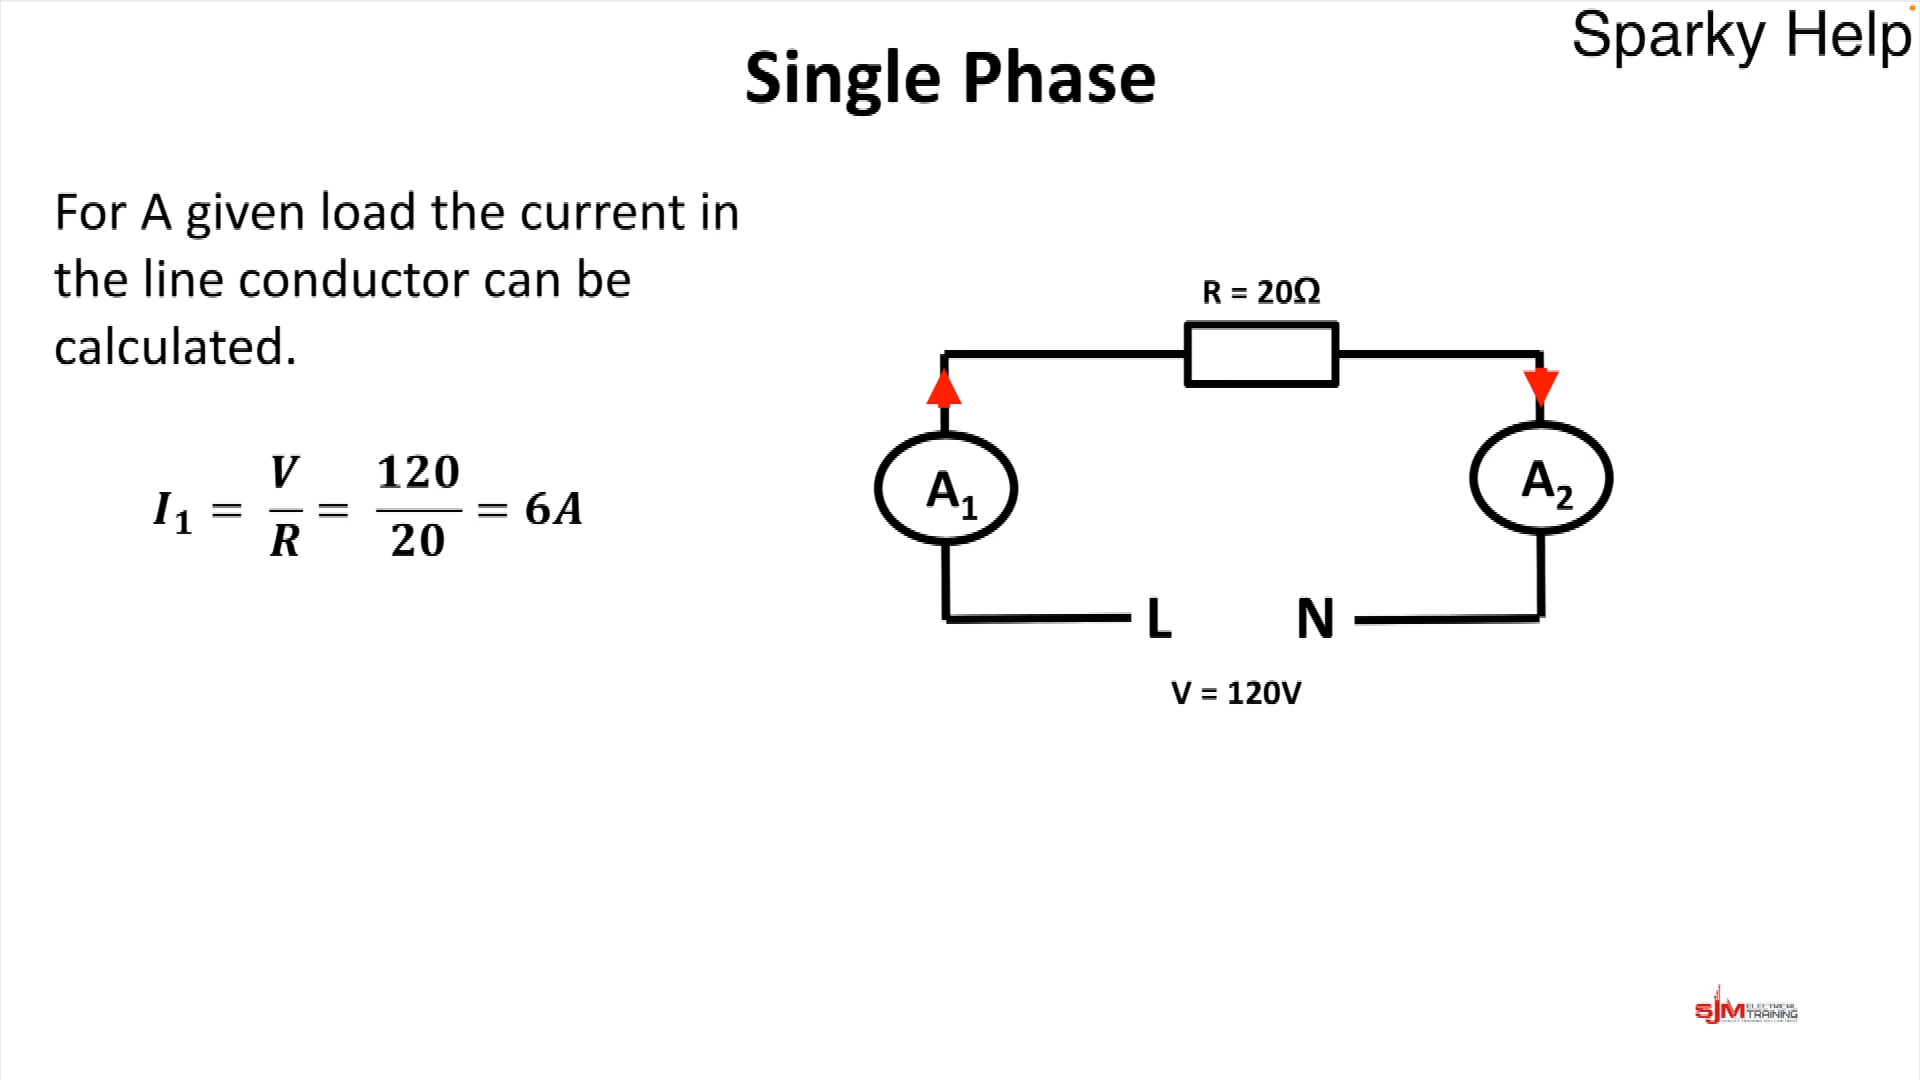 Sparky Help
Single Phase
For A given load the current in
the line conductor can be
calculated.
I₁ = V/R = 120/20 = 6A
R = 20Ω
A₁
A₂
L
N
V = 120V
SJM ELECTRICAL
TRAINING